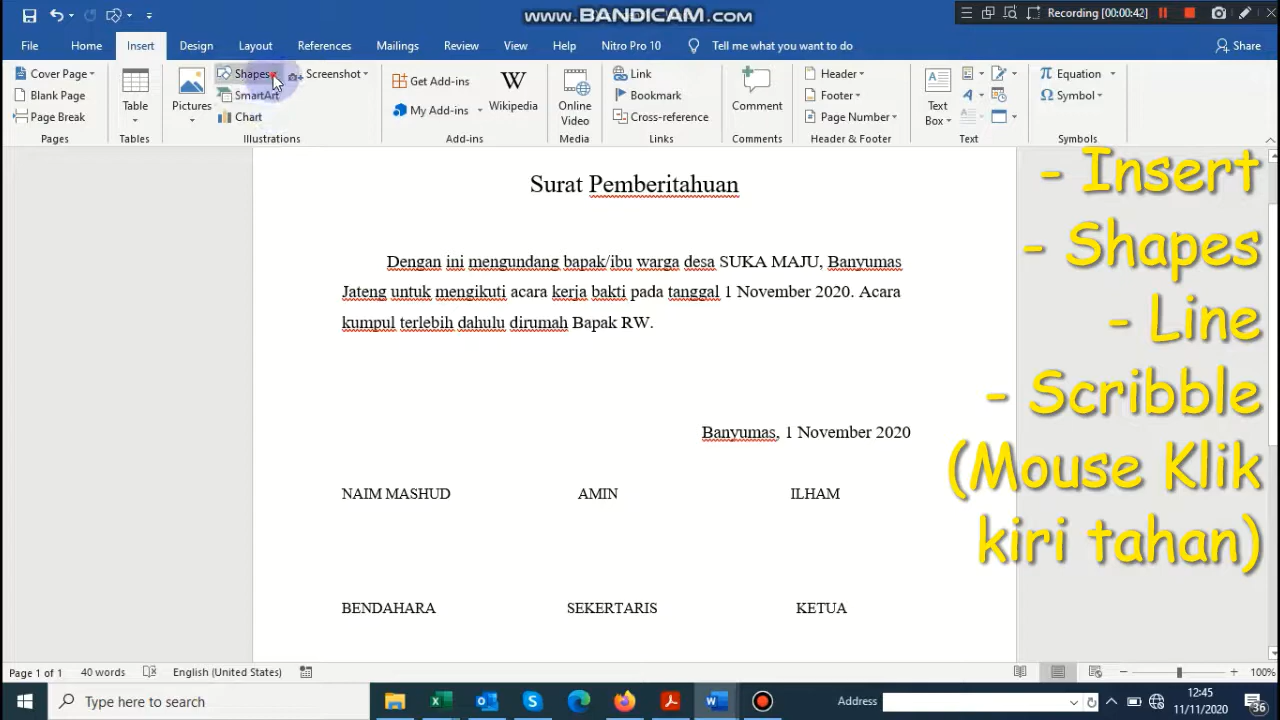 www.BANDICAM.com
Recording [00:00:42]
File Home Insert Design Layout References Mailings Review View Help Nitro Pro 10 Tell me what you want to do Share
Cover Page
Blank Page
Page Break
Pages
Table
Tables
Pictures
Shapes
SmartArt
Chart
Screenshot
Illustrations
Get Add-ins
My Add-ins
W
Wikipedia
Add-ins
Online
Video
Media
Link
Bookmark
Cross-reference
Links
Comment
Comments
Header
Footer
Page Number
Header & Footer
Text
Box
Text
Equation
Symbol
Symbols
Surat Pemberitahuan
Dengan ini mengundang bapak/ibu warga desa SUKA MAJU, Banyumas
Jateng untuk mengikuti acara kerja bakti pada tanggal 1 November 2020. Acara
kumpul terlebih dahulu dirumah Bapak RW.
Banyumas, 1 November 2020
NAIM MASHUD AMIN ILHAM
BENDAHARA SEKERTARIS KETUA
- Insert
- Shapes
- Line
- Scribble
(Mouse Klik
kiri tahan)
Page 1 of 1 40 words English (United States) 100%
Type here to search
Address
12:45
11/11/2020
36